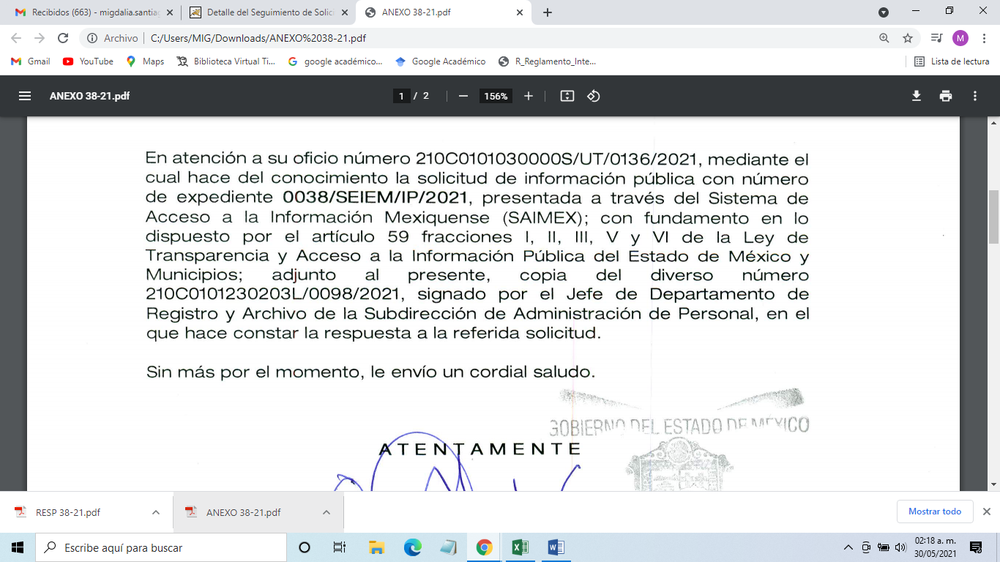 Recibidos (663) - migdalia.santia
Detalle del Seguimiento de Solici
ANEXO 38-21.pdf
Archivo
C:/Users/MIG/Downloads/ANEXO%2038-21.pdf
M
Gmail
YouTube
Maps
Biblioteca Virtual Ti...
google académico...
Google Académico
R_Reglamento_Inte...
Lista de lectura
ANEXO 38-21.pdf
1 / 2
156%
En atención a su oficio número 210C0101030000S/UT/0136/2021, mediante el
cual hace del conocimiento la solicitud de información pública con número
de expediente 0038/SEIEM/IP/2021, presentada a través del Sistema de
Acceso a la Información Mexiquense (SAIMEX); con fundamento en lo
dispuesto por el artículo 59 fracciones I, II, III, V y VI de la Ley de
Transparencia y Acceso a la Información Pública del Estado de México y
Municipios; adjunto al presente, copia del diverso número
210C0101230203L/0098/2021, signado por el Jefe de Departamento de
Registro y Archivo de la Subdirección de Administración de Personal, en el
que hace constar la respuesta a la referida solicitud.
Sin más por el momento, le envío un cordial saludo.
GOBIERNO DEL ESTADO DE MÉXICO
ATENTAMENTE
RESP 38-21.pdf
ANEXO 38-21.pdf
Mostrar todo
Escribe aquí para buscar
02:18 a. m.
30/05/2021